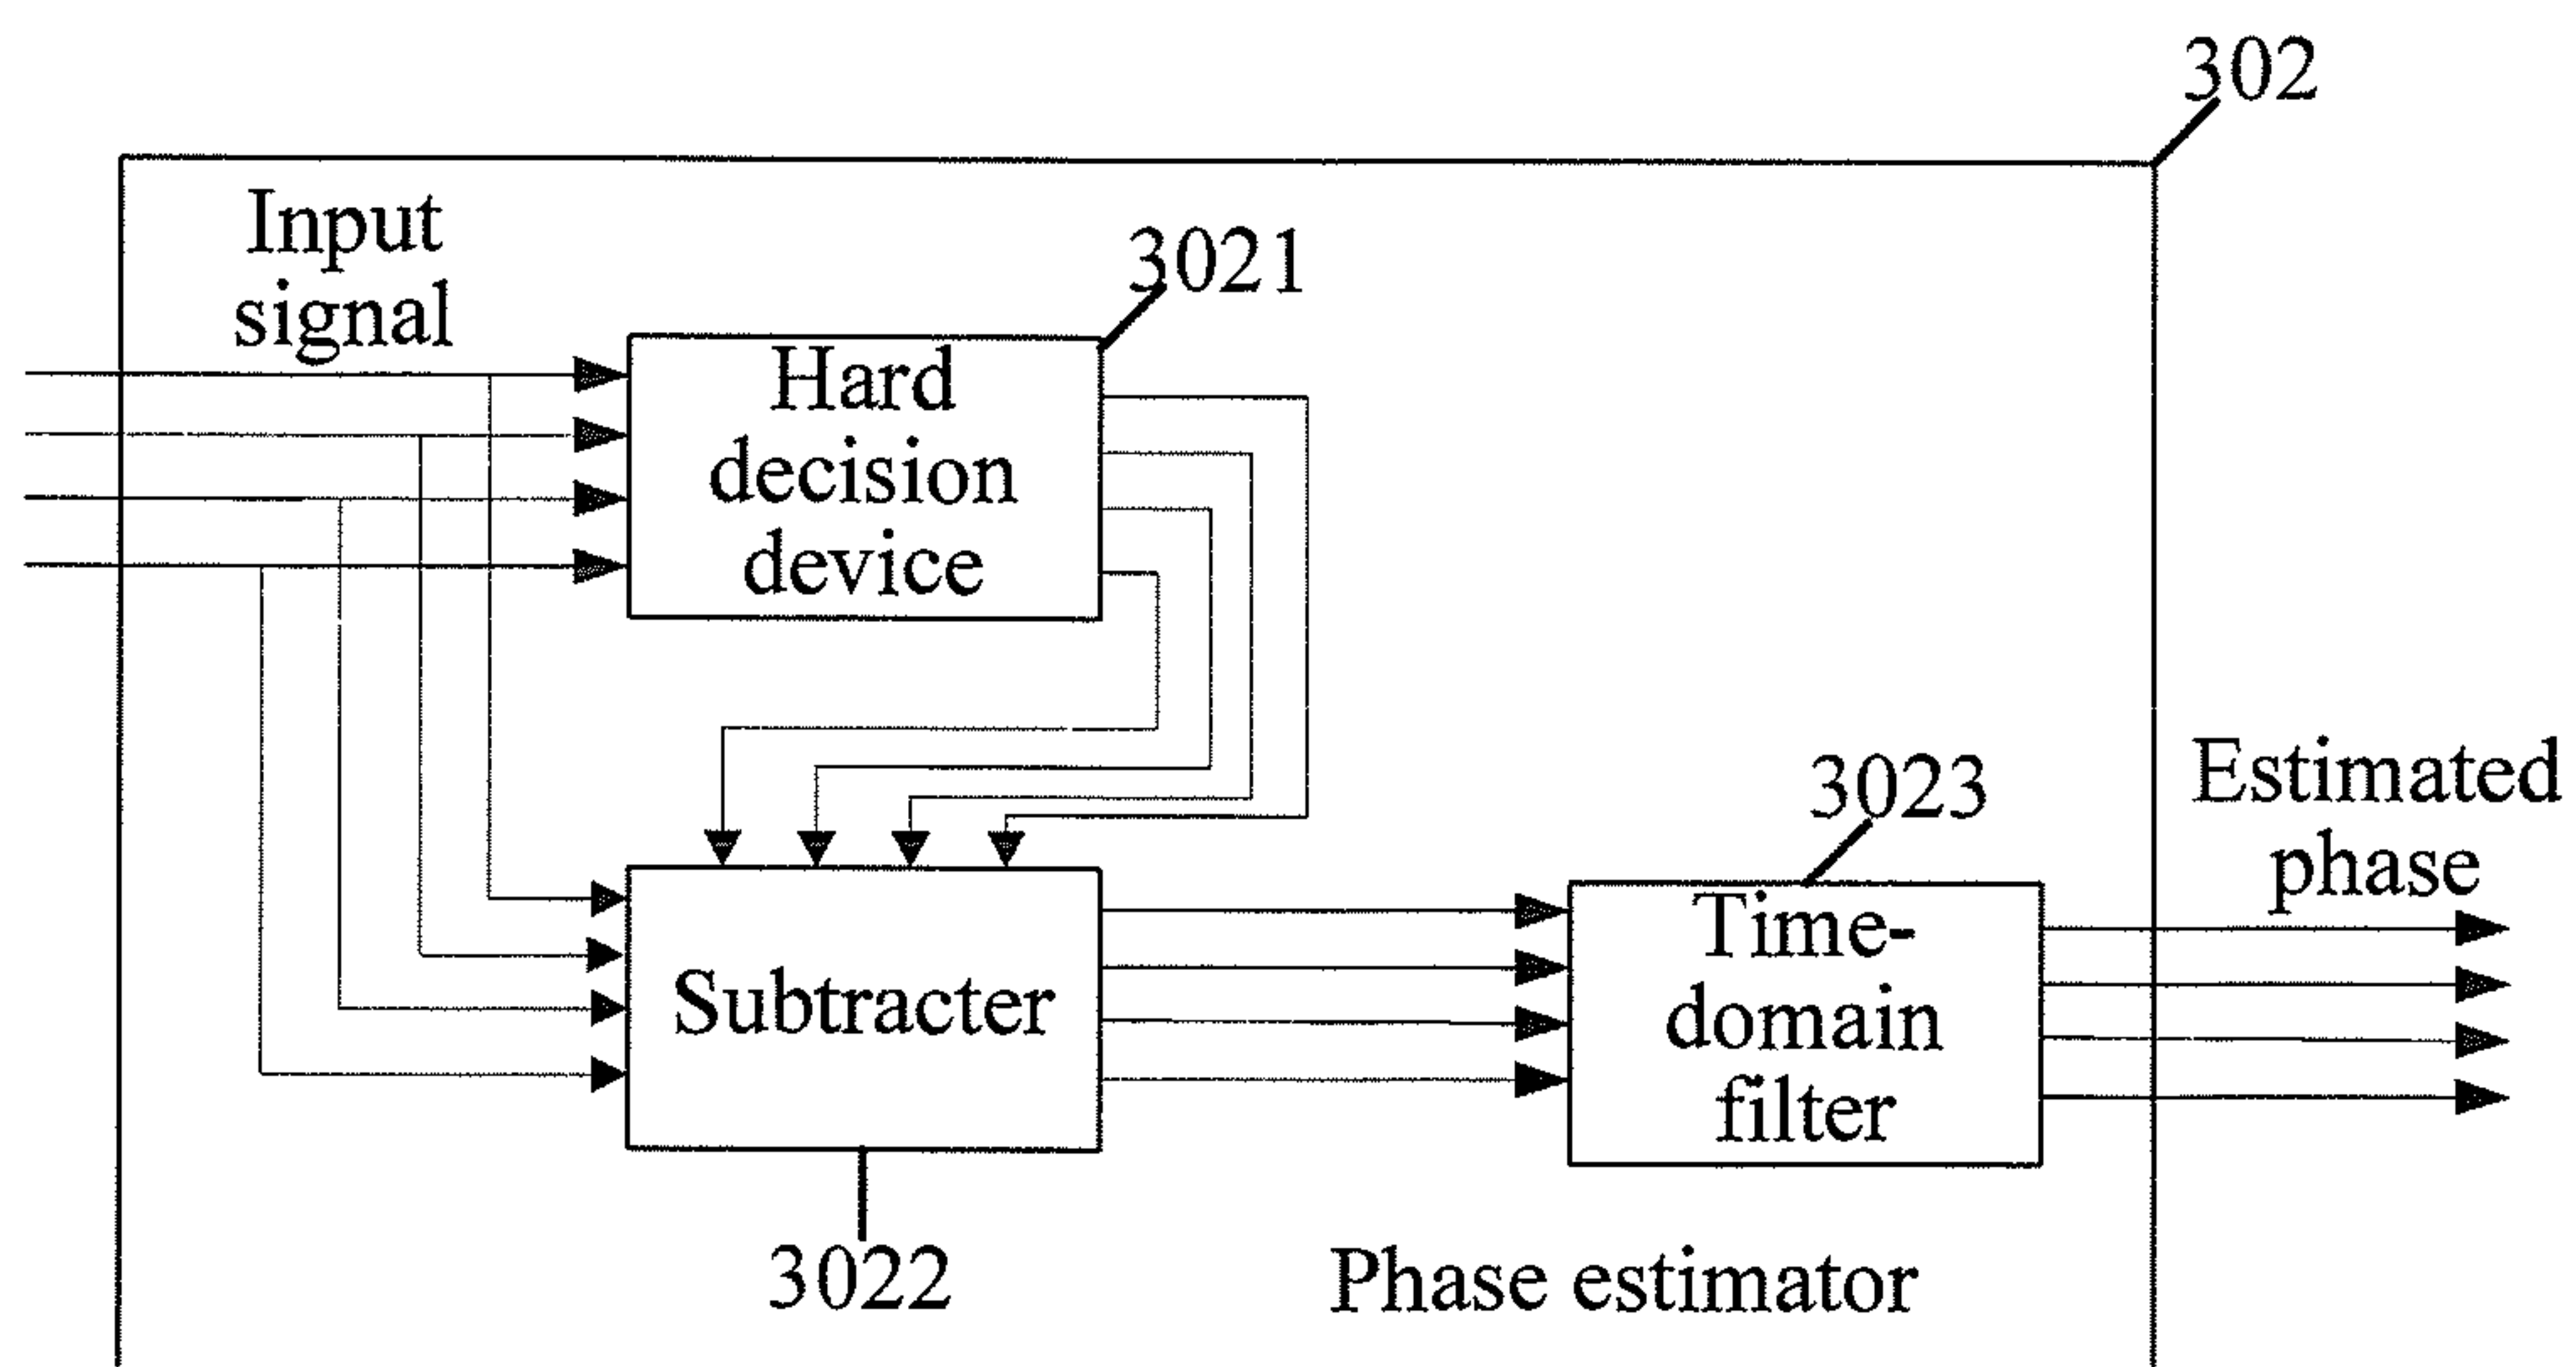 302
Input
signal
3021
Hard
decision
device
3023
Estimated
phase
Subtracter
Time-
domain
filter
3022
Phase estimator